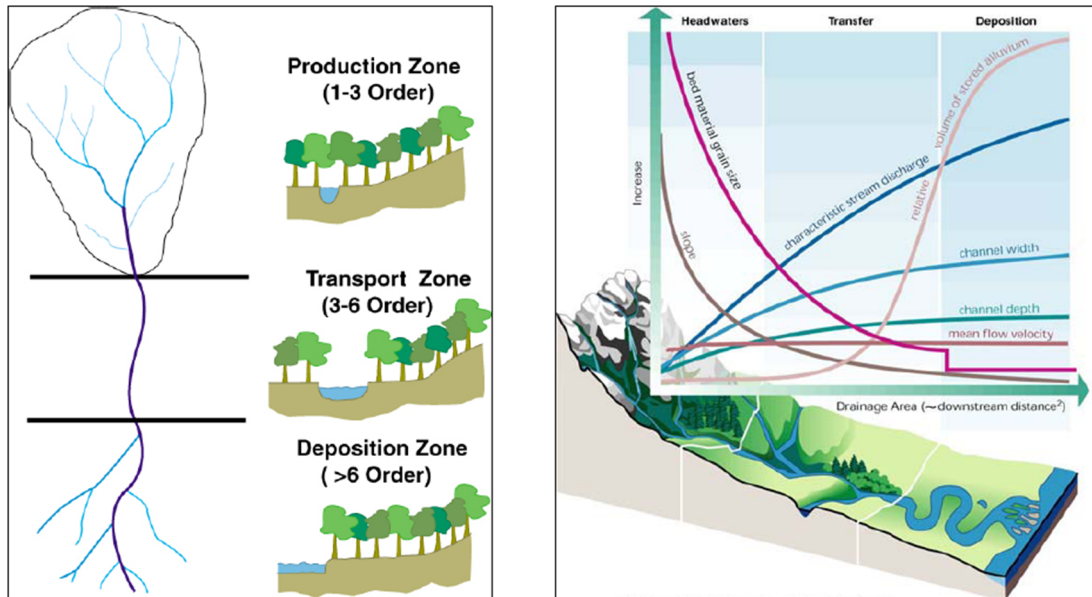 Production Zone
(1-3 Order)
Transport Zone
(3-6 Order)
Deposition Zone
( >6 Order)
Headwaters
Transfer
Deposition
Increase
bed material grain size
slope
characteristic stream discharge
relative volume of stored alluvium
channel width
channel depth
mean flow velocity
Drainage Area (~downstream distance²)